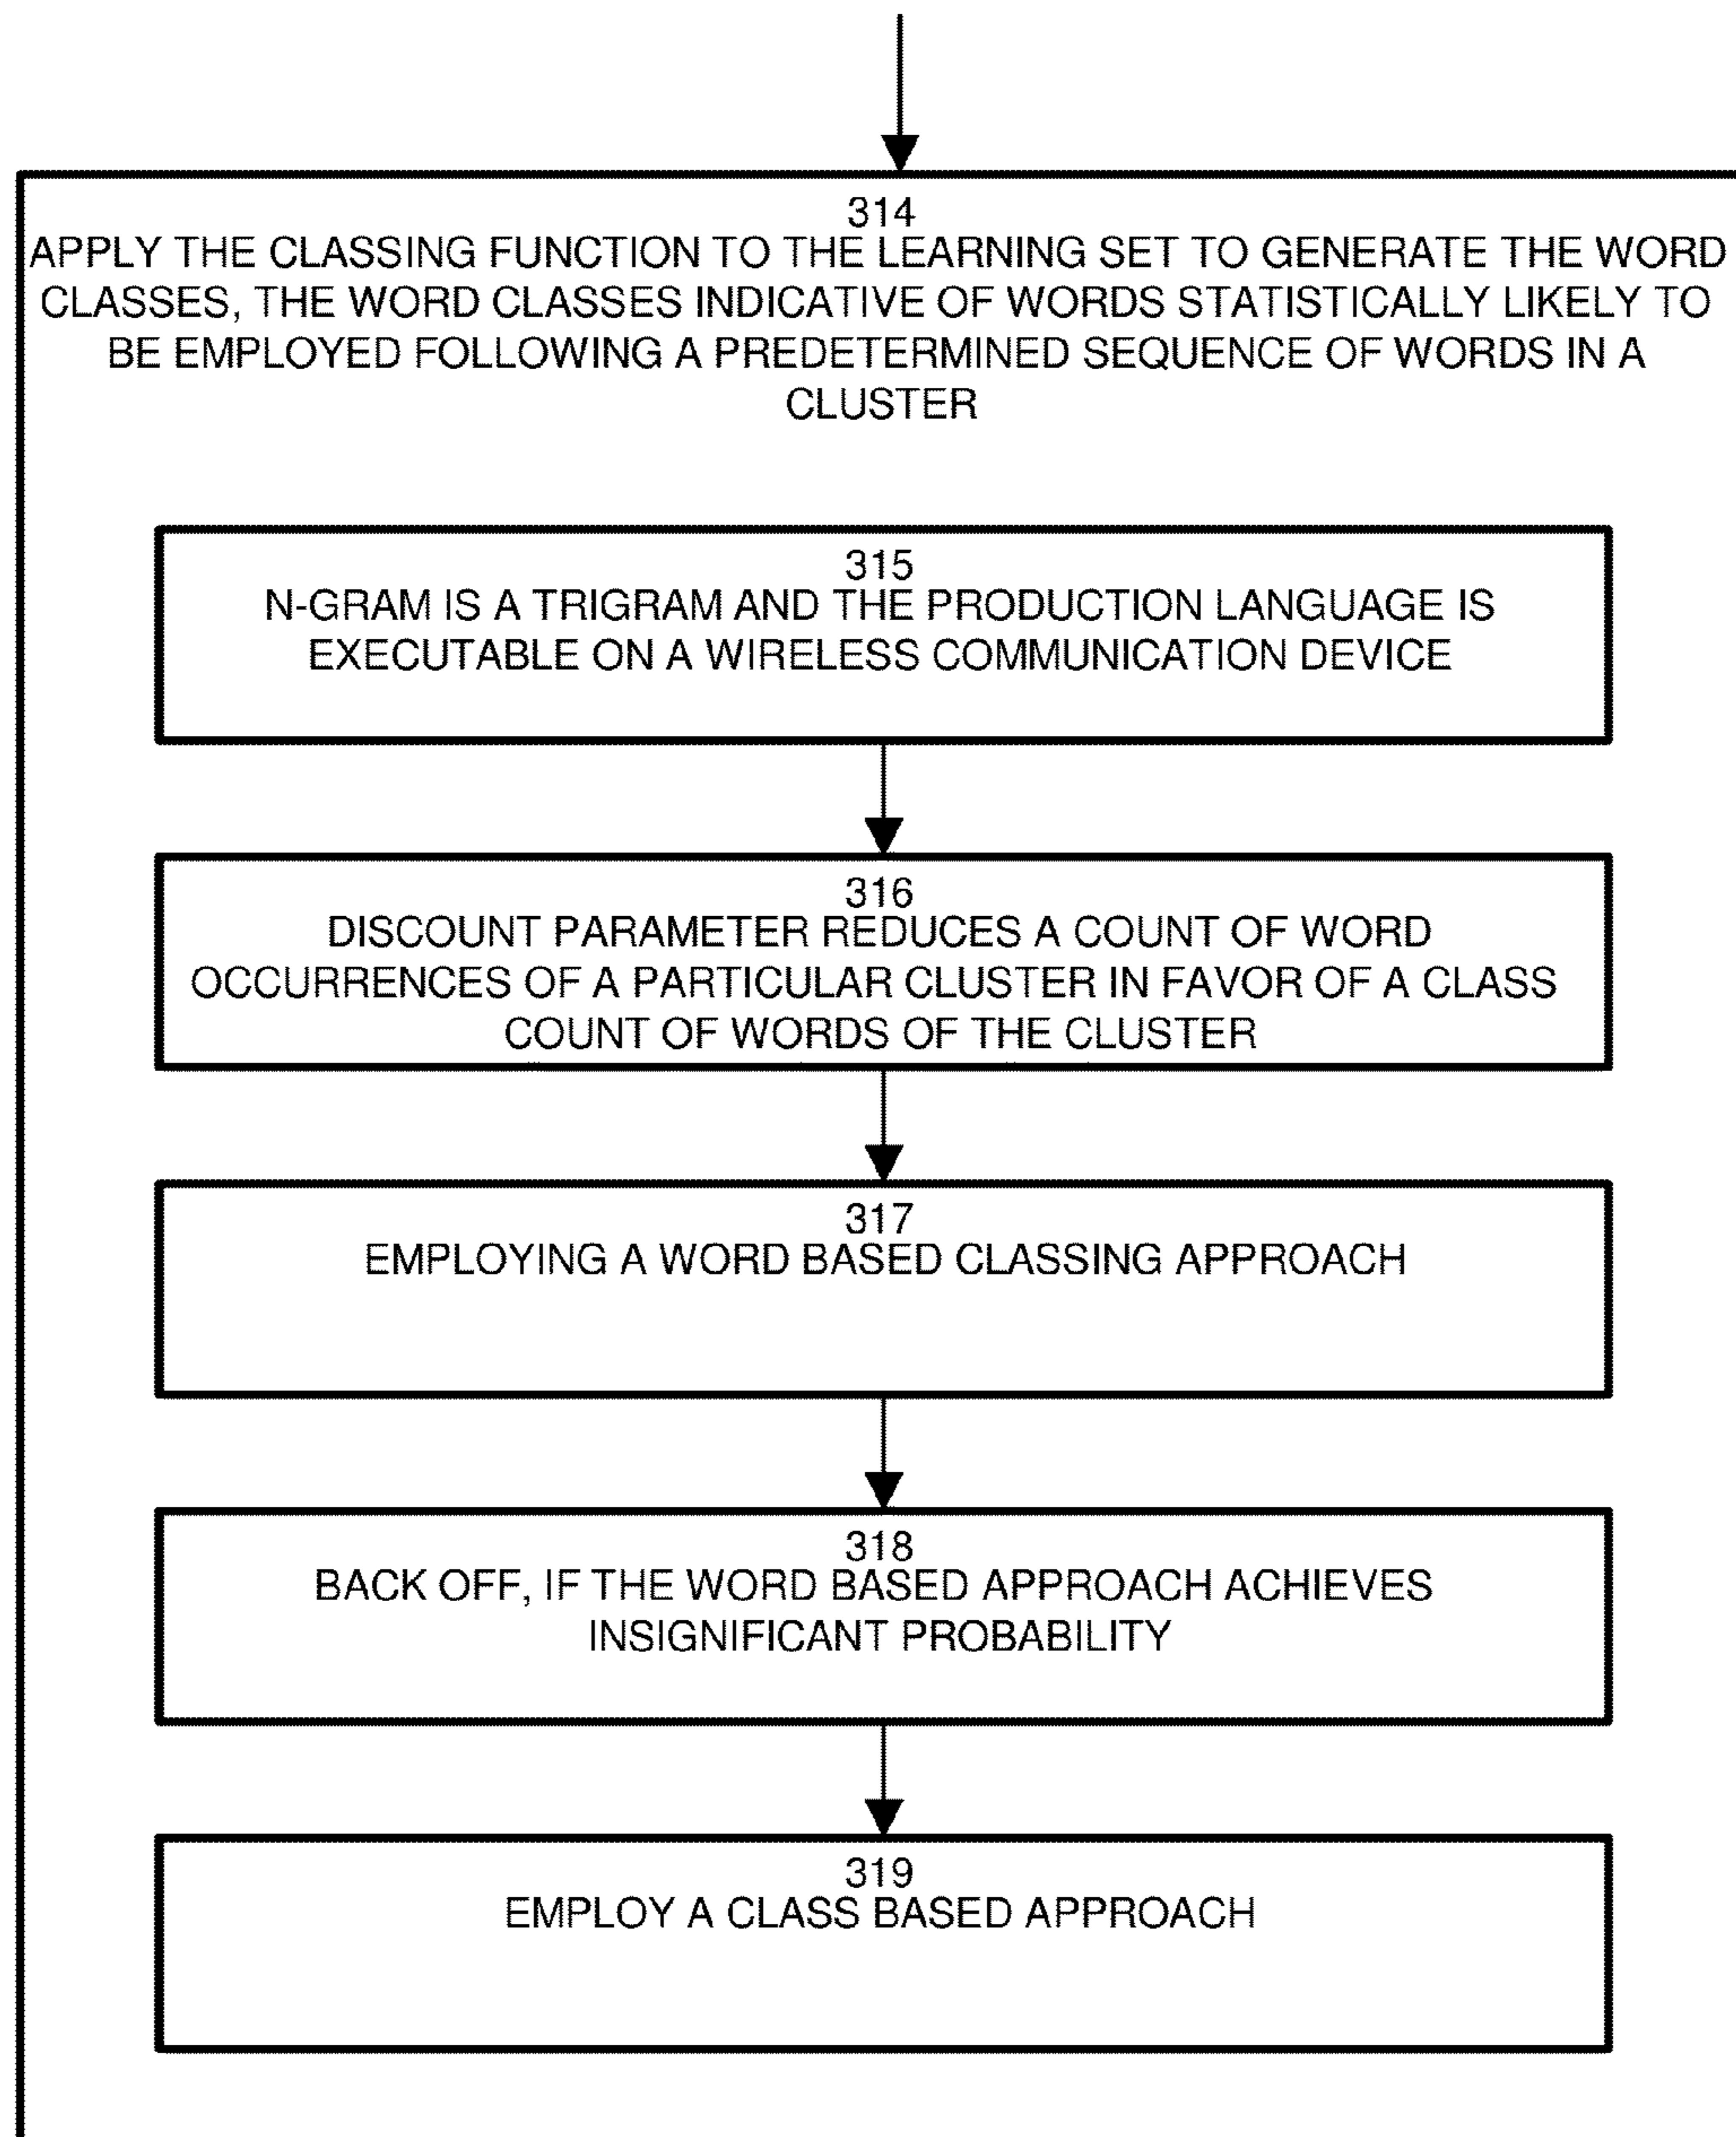 314
APPLY THE CLASSING FUNCTION TO THE LEARNING SET TO GENERATE THE WORD
CLASSES, THE WORD CLASSES INDICATIVE OF WORDS STATISTICALLY LIKELY TO
BE EMPLOYED FOLLOWING A PREDETERMINED SEQUENCE OF WORDS IN A
CLUSTER
315
N-GRAM IS A TRIGRAM AND THE PRODUCTION LANGUAGE IS
EXECUTABLE ON A WIRELESS COMMUNICATION DEVICE
316
DISCOUNT PARAMETER REDUCES A COUNT OF WORD
OCCURRENCES OF A PARTICULAR CLUSTER IN FAVOR OF A CLASS
COUNT OF WORDS OF THE CLUSTER
317
EMPLOYING A WORD BASED CLASSING APPROACH
318
BACK OFF, IF THE WORD BASED APPROACH ACHIEVES
INSIGNIFICANT PROBABILITY
319
EMPLOY A CLASS BASED APPROACH